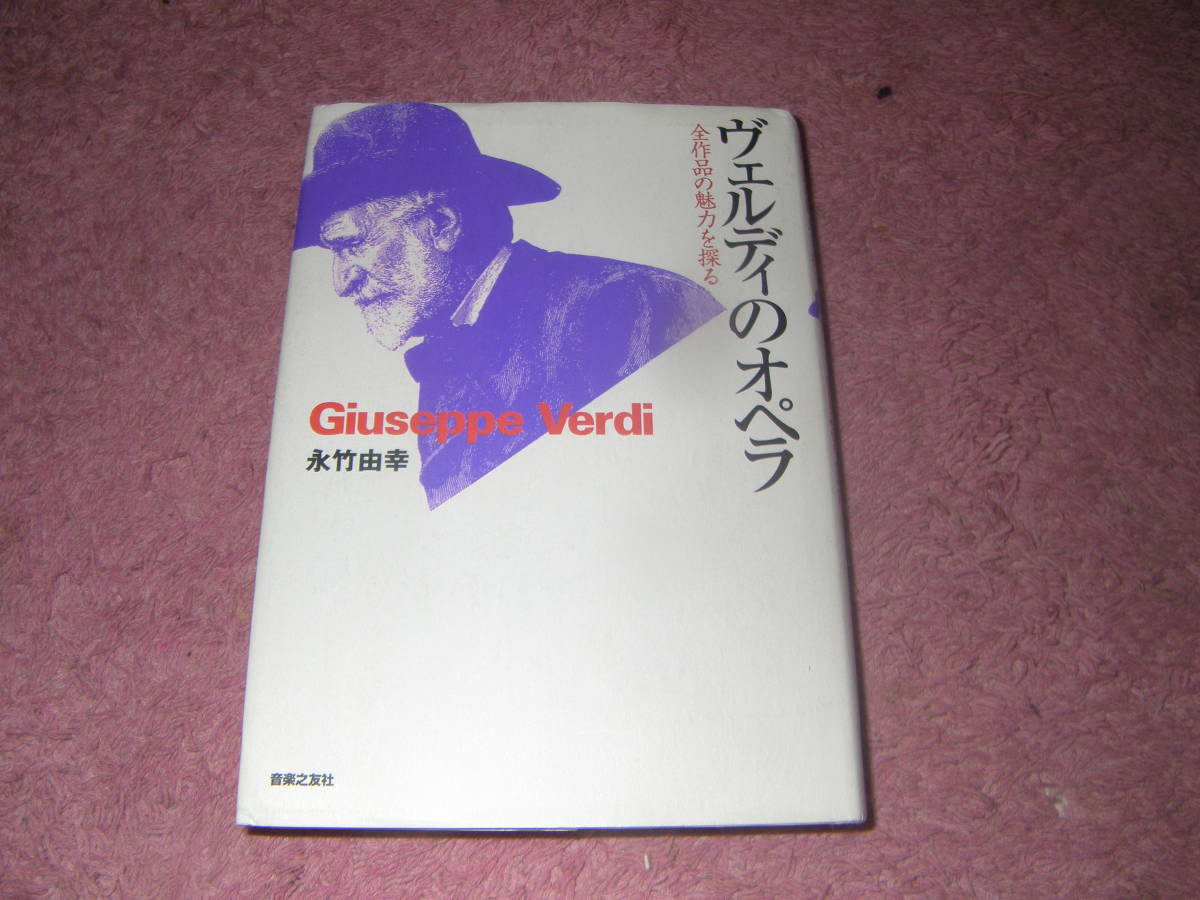 ヴェルディのオペラ
全作品の魅力を探る
Giuseppe Verdi
永竹由幸
音楽之友社